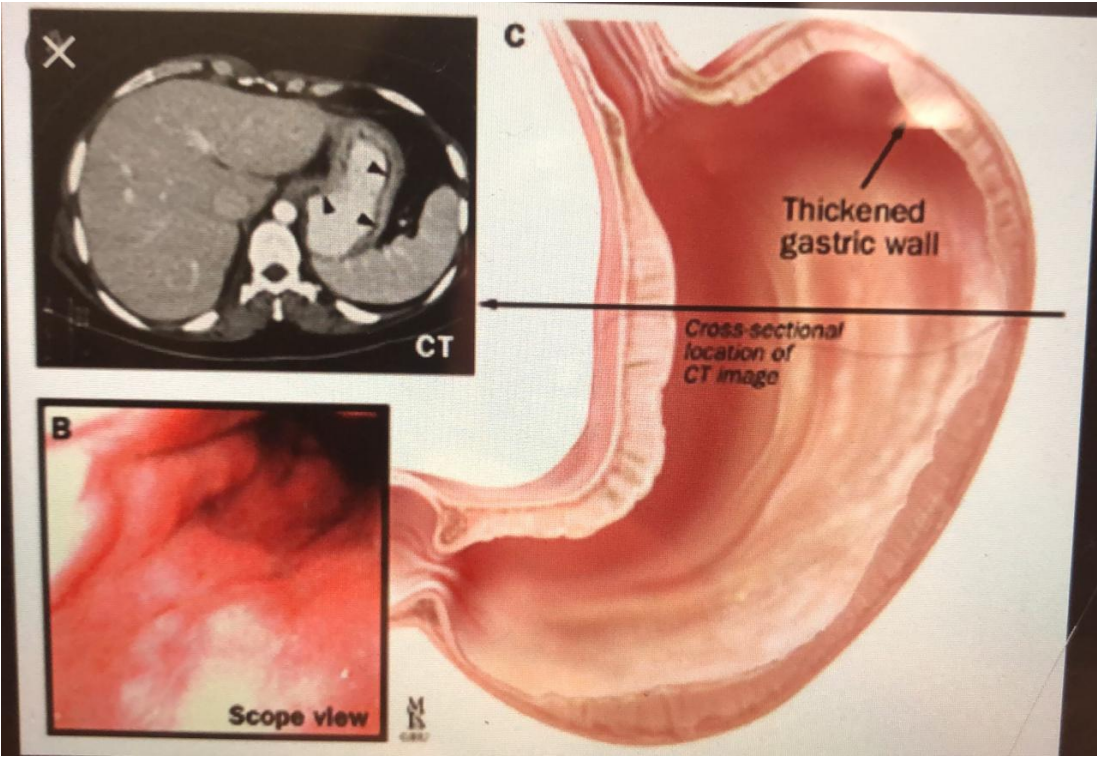 CT
B
Scope view
C
Thickened
gastric wall
Cross-sectional
location of
CT image